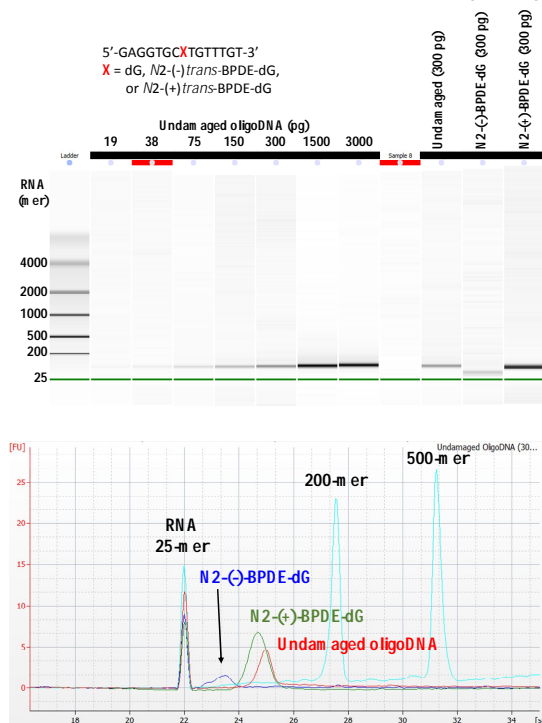 5'-GAGGTGCXTGTTTGT-3'
X = dG, N2-(-)trans-BPDE-dG,
or N2-(+)trans-BPDE-dG
Undamaged oligoDNA (pg)
Undamaged (300 pg)
N2-(-)-BPDE-dG (300 pg)
N2-(+)-BPDE-dG (300 pg)
19 38 75 150 300 1500 3000
Ladder
Sample 8
RNA
(mer)
4000
2000
1000
500
200
25
[FU]
Undamaged OligoDNA (30...
500-mer
200-mer
RNA
25-mer
N2-(-)-BPDE-dG
N2-(+)-BPDE-dG
Undamaged oligoDNA
25
20
15
10
5
0
18 20 22 24 26 28 30 32 34